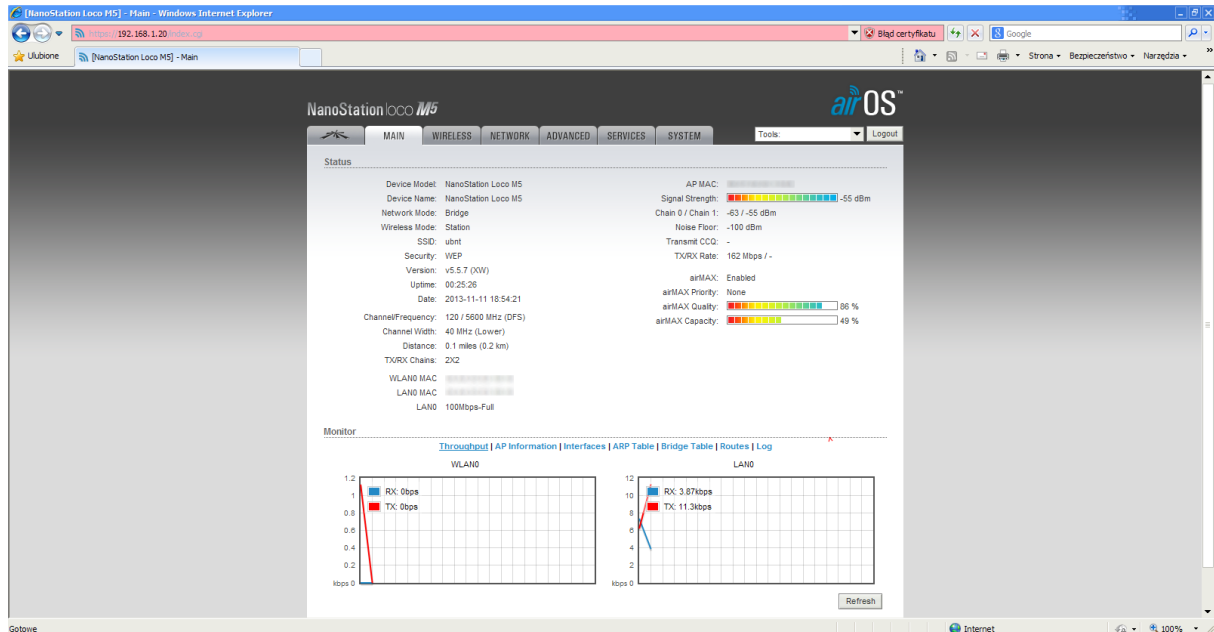 [NanoStation Loco M5] - Main - Windows Internet Explorer
https://192.168.1.20/index.cgi Błąd certyfikatu Google
Ulubione [NanoStation Loco M5] - Main Strona Bezpieczeństwo Narzędzia »
NanoStation loco M5 airOS™
MAIN WIRELESS NETWORK ADVANCED SERVICES SYSTEM Tools: Logout
Status
Device Model: NanoStation Loco M5
Device Name: NanoStation Loco M5
Network Mode: Bridge
Wireless Mode: Station
SSID: ubnt
Security: WEP
Version: v5.5.7 (XW)
Uptime: 00:25:26
Date: 2013-11-11 18:54:21
Channel/Frequency: 120 / 5600 MHz (DFS)
Channel Width: 40 MHz (Lower)
Distance: 0.1 miles (0.2 km)
TX/RX Chains: 2X2
WLAN0 MAC
LAN0 MAC
LAN0 100Mbps-Full
AP MAC:
Signal Strength: -55 dBm
Chain 0 / Chain 1: -63 / -55 dBm
Noise Floor: -100 dBm
Transmit CCQ: -
TX/RX Rate: 162 Mbps / -
airMAX: Enabled
airMAX Priority: None
airMAX Quality: 86 %
airMAX Capacity: 49 %
Monitor
Throughput | AP Information | Interfaces | ARP Table | Bridge Table | Routes | Log
WLAN0
1.2
1
0.8
0.6
0.4
0.2
kbps 0
RX: 0bps
TX: 0bps
LAN0
12
10
8
6
4
2
kbps 0
RX: 3.87kbps
TX: 11.3kbps
Refresh
Gotowe Internet 100%